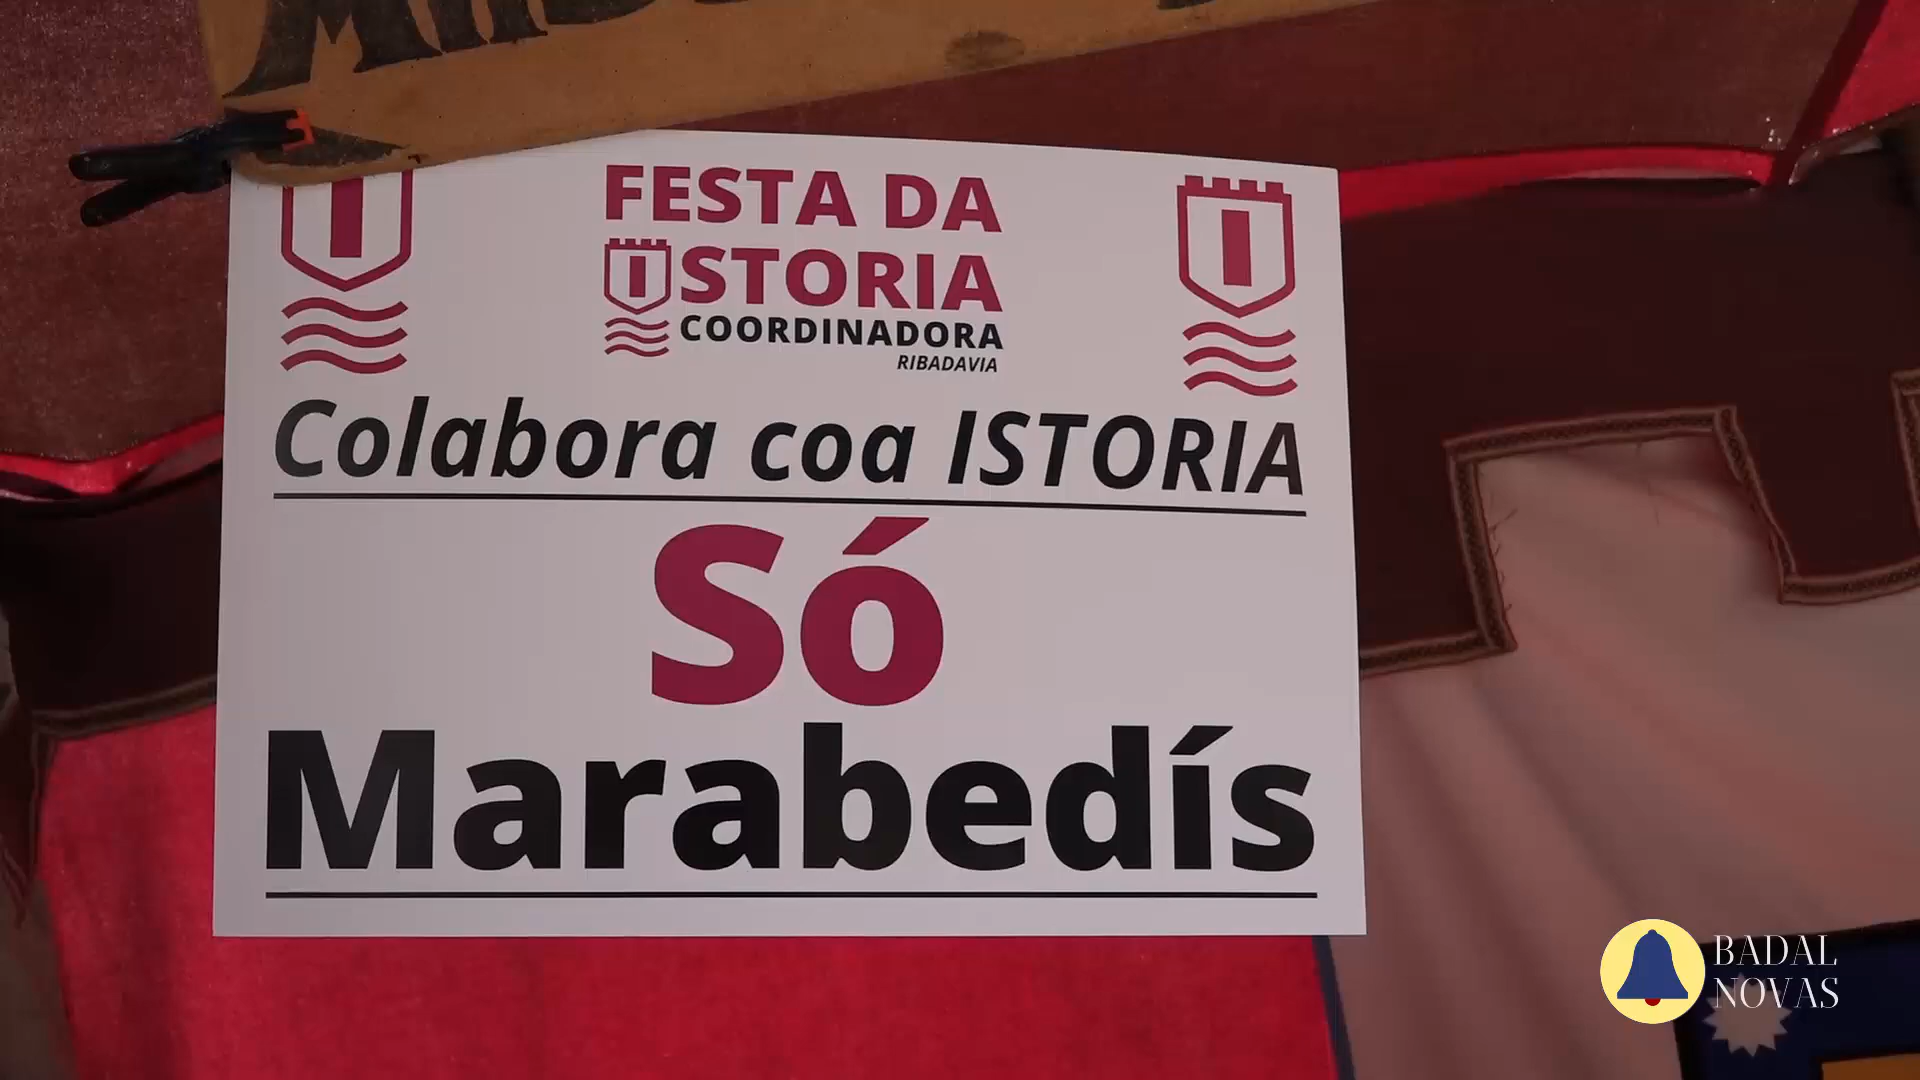 FESTA DA
ISTORIA
COORDINADORA
RIBADAVIA
Colabora coa ISTORIA
Só
Marabedís
BADAL
NOVAS